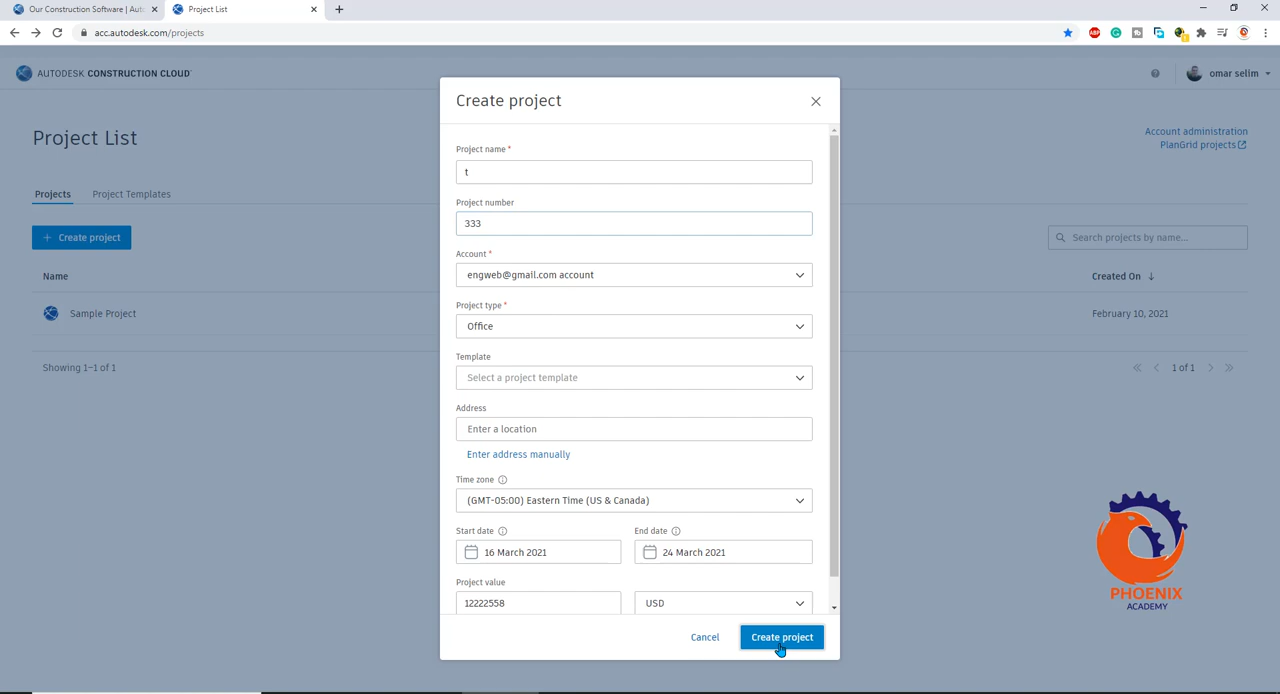 Our Construction Software | Auto
Project List
acc.autodesk.com/projects
ABP
AUTODESK CONSTRUCTION CLOUD
omar selim
Project List
Account administration
PlanGrid projects
Projects
Project Templates
+ Create project
Search projects by name...
Name
Created On
Sample Project
February 10, 2021
Showing 1–1 of 1
1 of 1
Create project
Project name *
t
Project number
333
Account *
engweb@gmail.com account
Project type *
Office
Template
Select a project template
Address
Enter a location
Enter address manually
Time zone
(GMT-05:00) Eastern Time (US & Canada)
Start date
End date
16 March 2021
24 March 2021
Project value
12222558
USD
Cancel
Create project
PHOENIX
ACADEMY